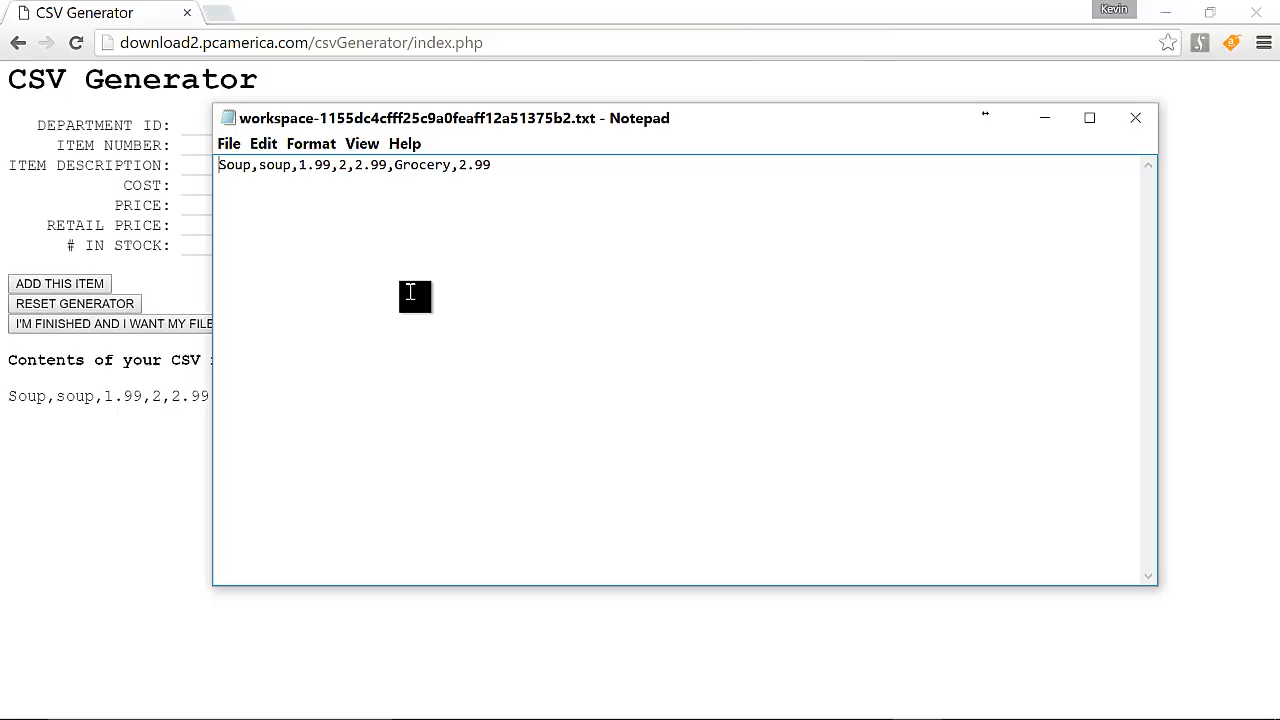 CSV Generator
Kevin
download2.pcamerica.com/csvGenerator/index.php
CSV Generator
DEPARTMENT ID:
ITEM NUMBER:
ITEM DESCRIPTION:
COST:
PRICE:
RETAIL PRICE:
# IN STOCK:
ADD THIS ITEM
RESET GENERATOR
I'M FINISHED AND I WANT MY FILE
Contents of your CSV
Soup,soup,1.99,2,2.99
workspace-1155dc4cfff25c9a0feaff12a51375b2.txt - Notepad
File Edit Format View Help
Soup,soup,1.99,2,2.99,Grocery,2.99